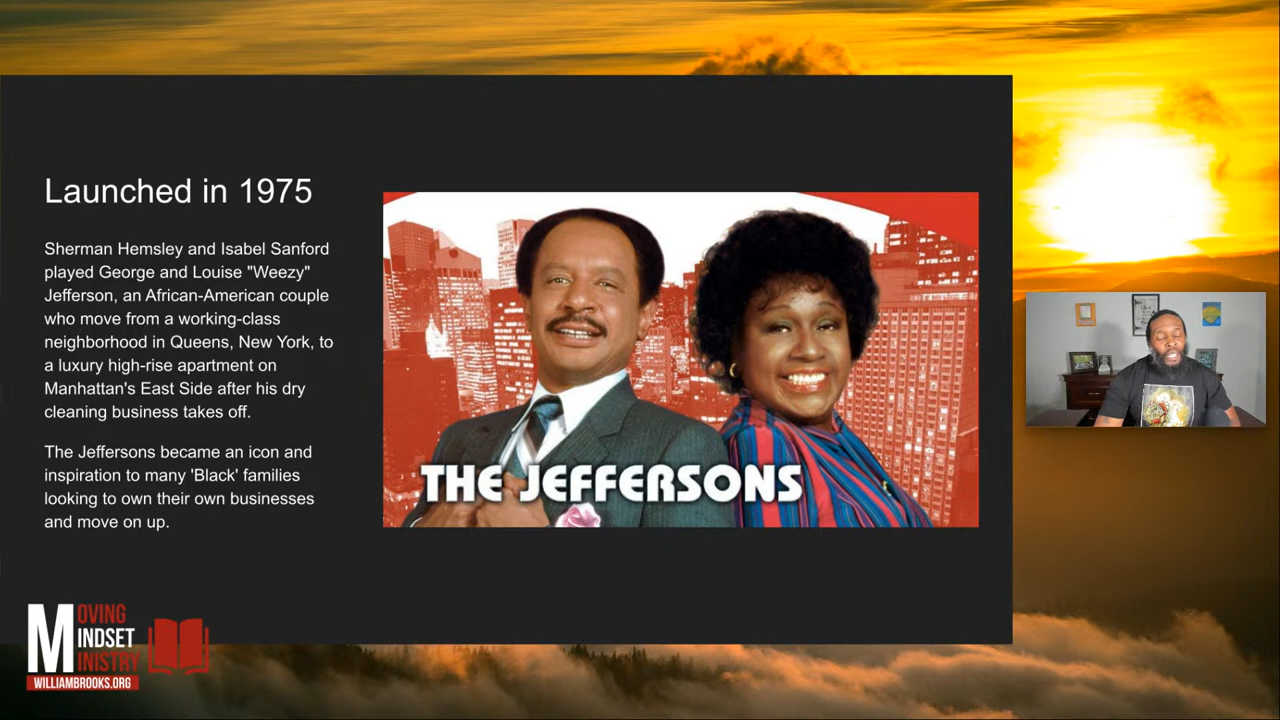 Launched in 1975
Sherman Hemsley and Isabel Sanford
played George and Louise "Weezy"
Jefferson, an African-American couple
who move from a working-class
neighborhood in Queens, New York, to
a luxury high-rise apartment on
Manhattan's East Side after his dry
cleaning business takes off.
The Jeffersons became an icon and
inspiration to many 'Black' families
looking to own their own businesses
and move on up.
THE JEFFERSONS
MOVING
MINDSET
MINISTRY
WILLIAMBROOKS.ORG